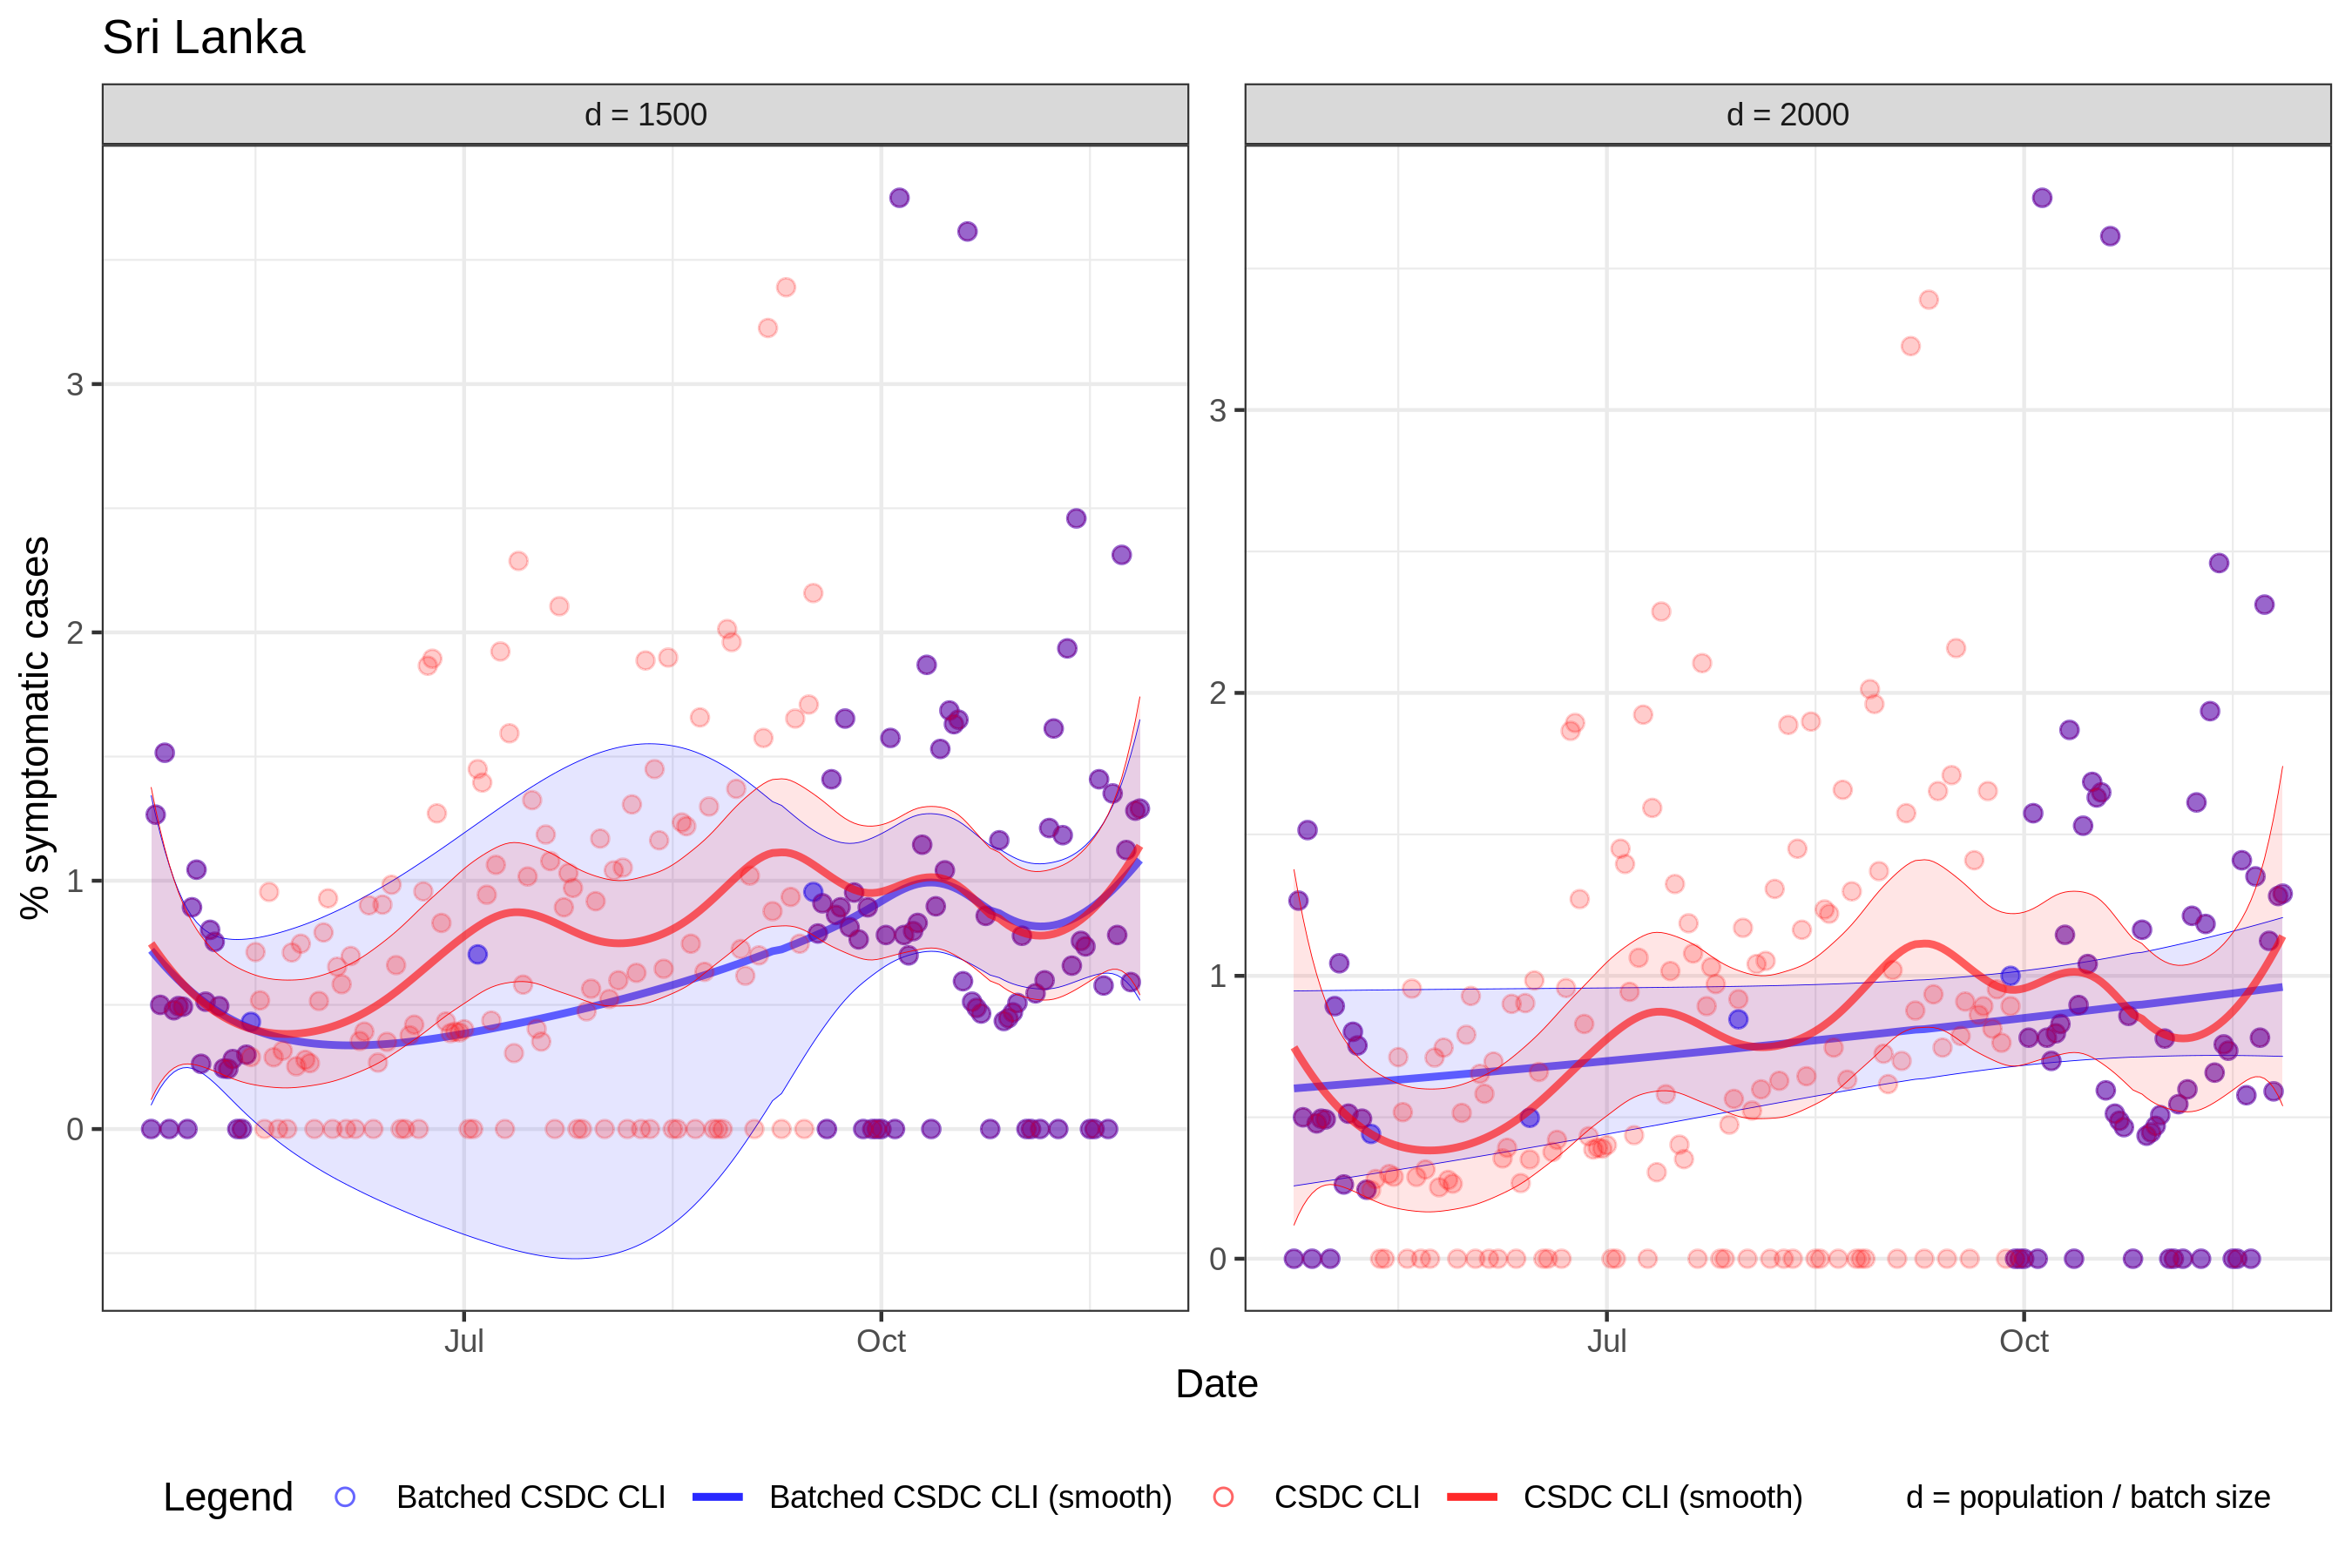 Sri Lanka
d = 1500
d = 2000
% symptomatic cases
3
2
1
0
3
2
1
0
Jul
Oct
Jul
Oct
Date
Legend
Batched CSDC CLI
Batched CSDC CLI (smooth)
CSDC CLI
CSDC CLI (smooth)
d = population / batch size